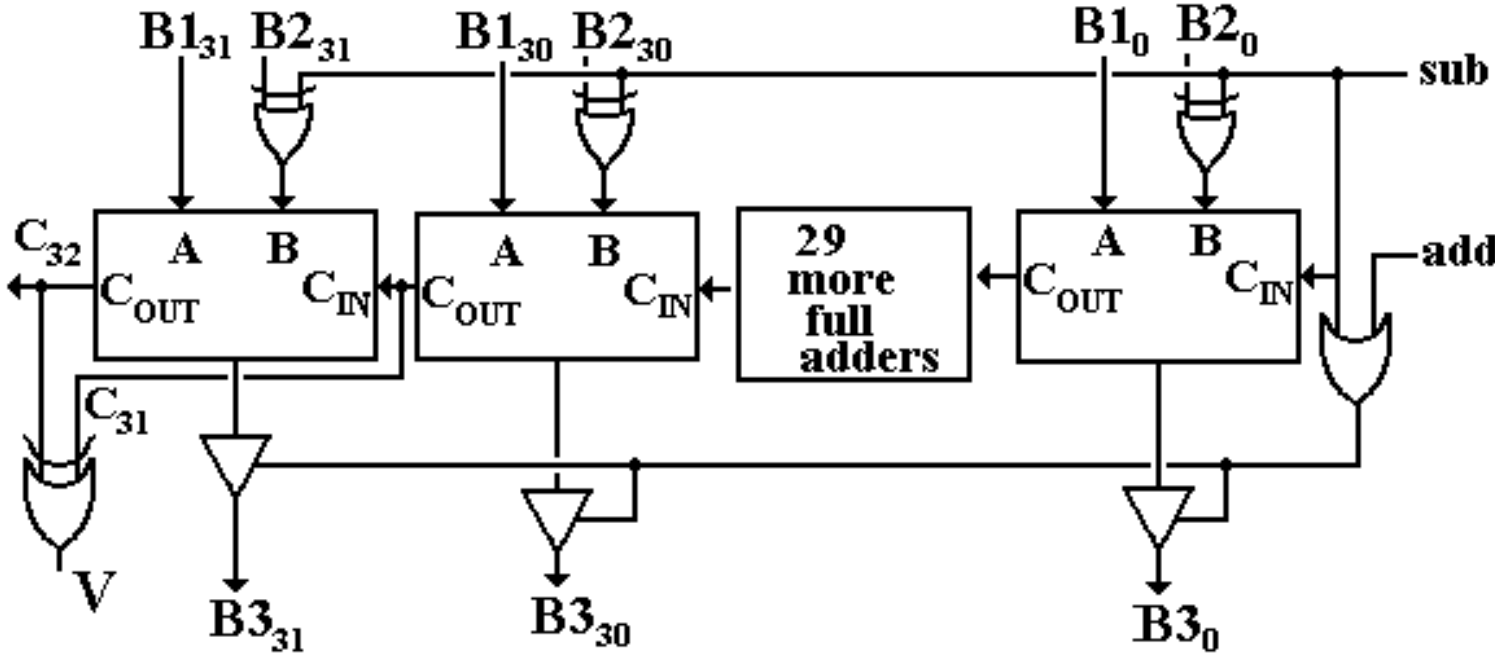 B1₃₁ B2₃₁ B1₃₀ B2₃₀ B1₀ B2₀
sub
A B A B 29 A B
add
C₃₂
C_OUT C_IN C_OUT C_IN more C_OUT C_IN
full
adders
C₃₁
V
B3₃₁ B3₃₀ B3₀